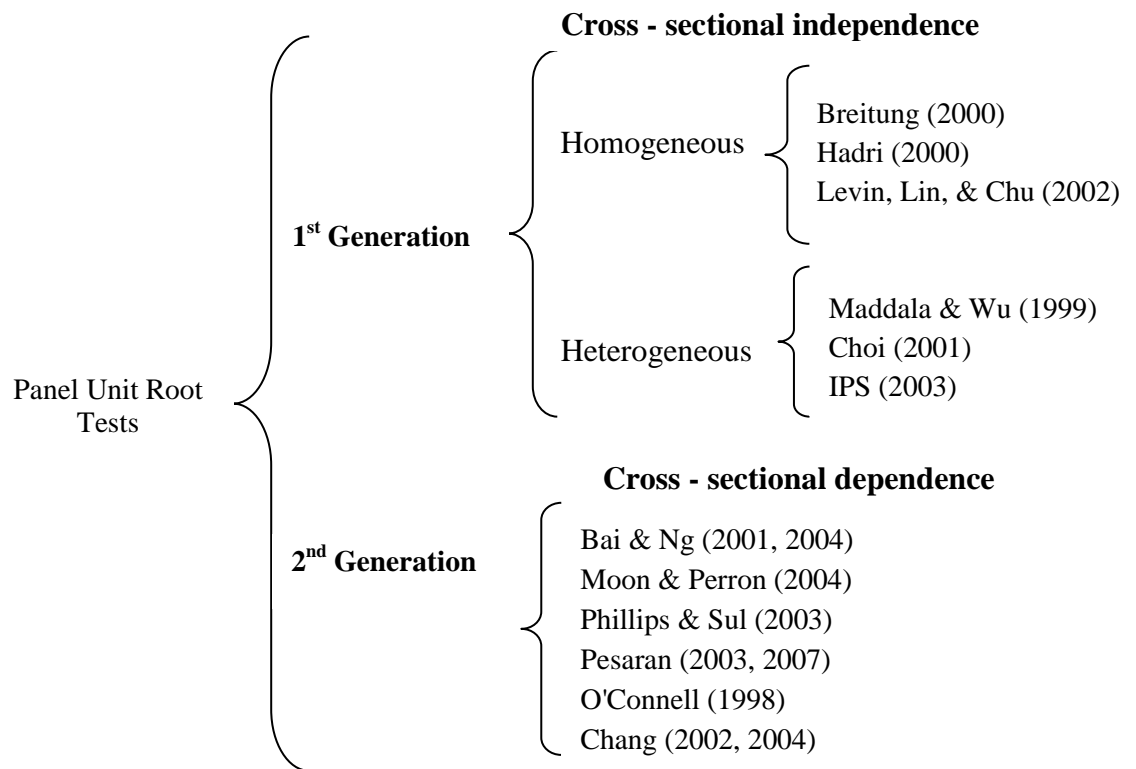 Cross - sectional independence
Homogeneous
Breitung (2000)
Hadri (2000)
Levin, Lin, & Chu (2002)
1st Generation
Heterogeneous
Maddala & Wu (1999)
Choi (2001)
IPS (2003)
Panel Unit Root
Tests
Cross - sectional dependence
2nd Generation
Bai & Ng (2001, 2004)
Moon & Perron (2004)
Phillips & Sul (2003)
Pesaran (2003, 2007)
O'Connell (1998)
Chang (2002, 2004)